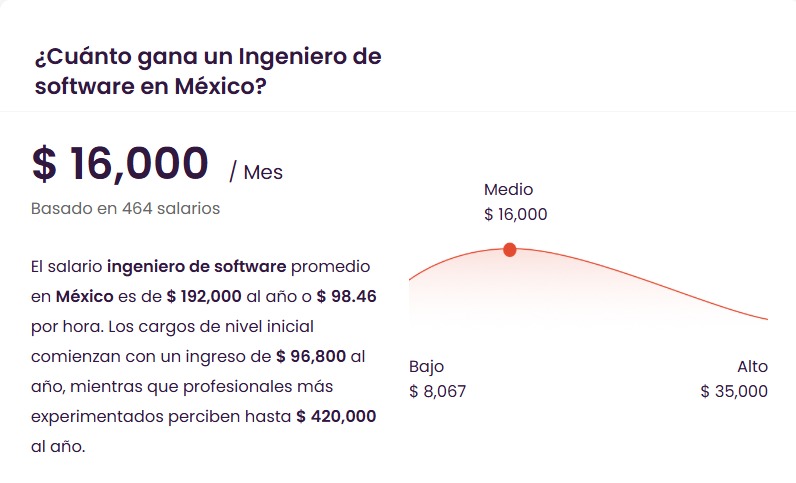 ¿Cuánto gana un Ingeniero de
software en México?
$ 16,000 / Mes
Basado en 464 salarios
El salario ingeniero de software promedio
en México es de $ 192,000 al año o $ 98.46
por hora. Los cargos de nivel inicial
comienzan con un ingreso de $ 96,800 al
año, mientras que profesionales más
experimentados perciben hasta $ 420,000
al año.
Medio
$ 16,000
Bajo
$ 8,067
Alto
$ 35,000